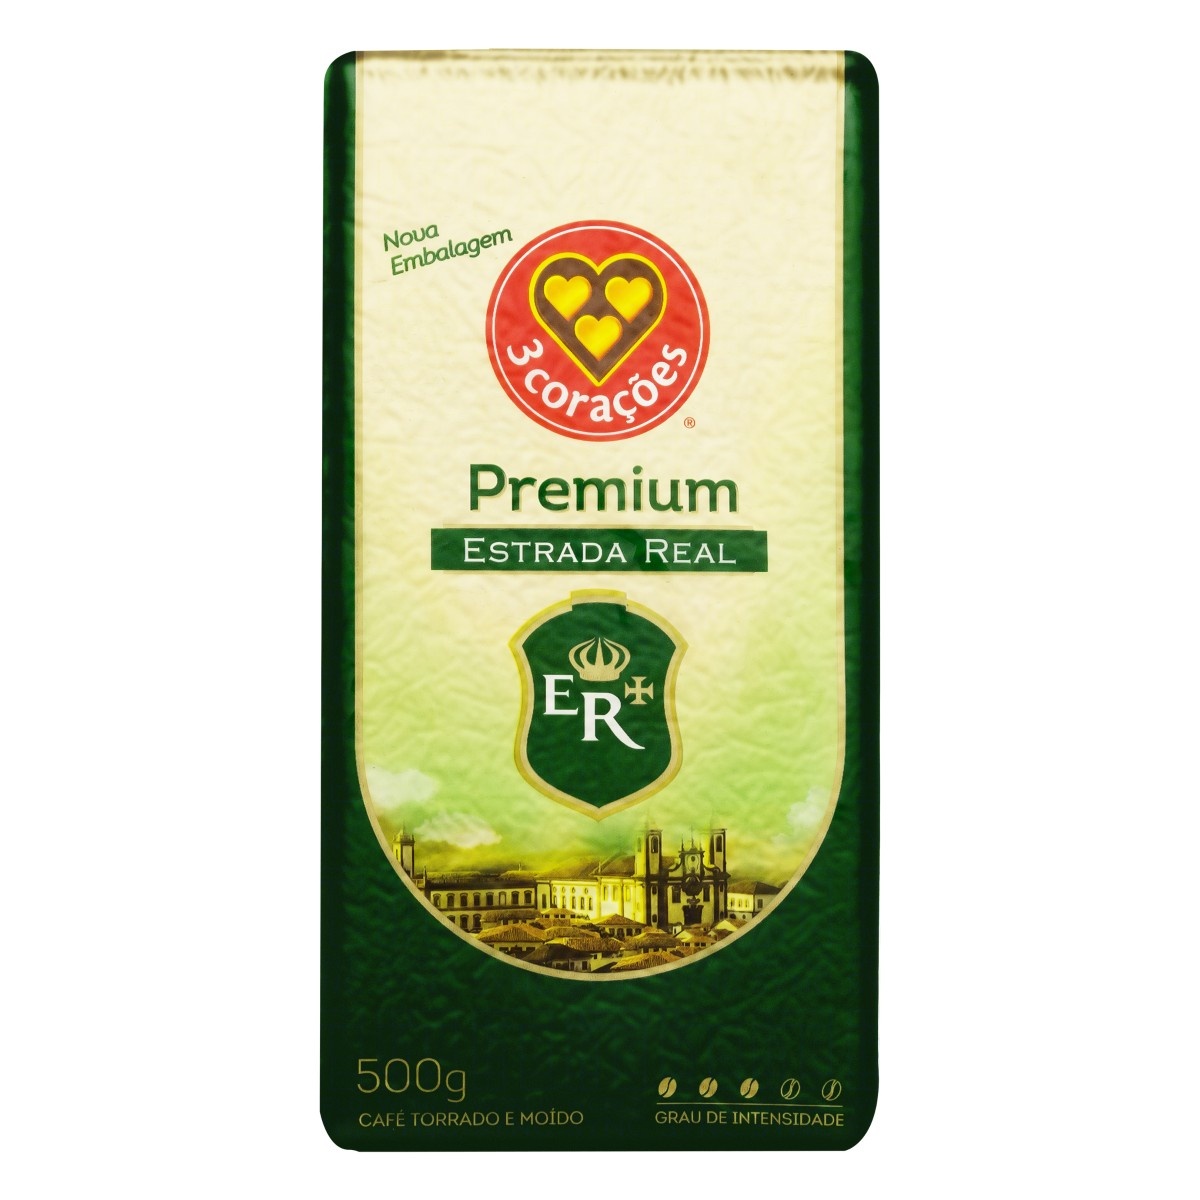 Nova
Embalagem
3 corações
®
Premium
ESTRADA REAL
ER
500g
CAFÉ TORRADO E MOÍDO
GRAU DE INTENSIDADE